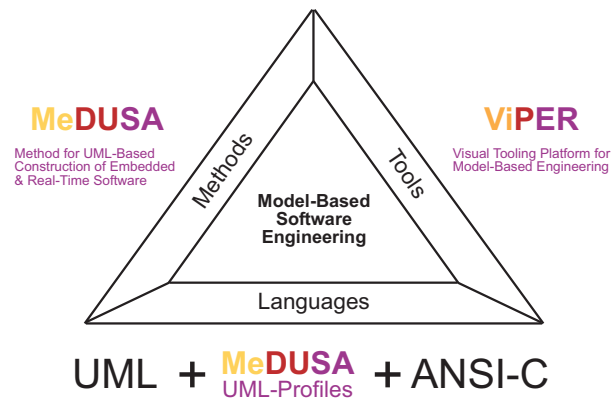 MeDUSA
Method for UML-Based
Construction of Embedded
& Real-Time Software
ViPER
Visual Tooling Platform for
Model-Based Engineering
Methods
Tools
Model-Based
Software
Engineering
Languages
UML + MeDUSA + ANSI-C
UML-Profiles